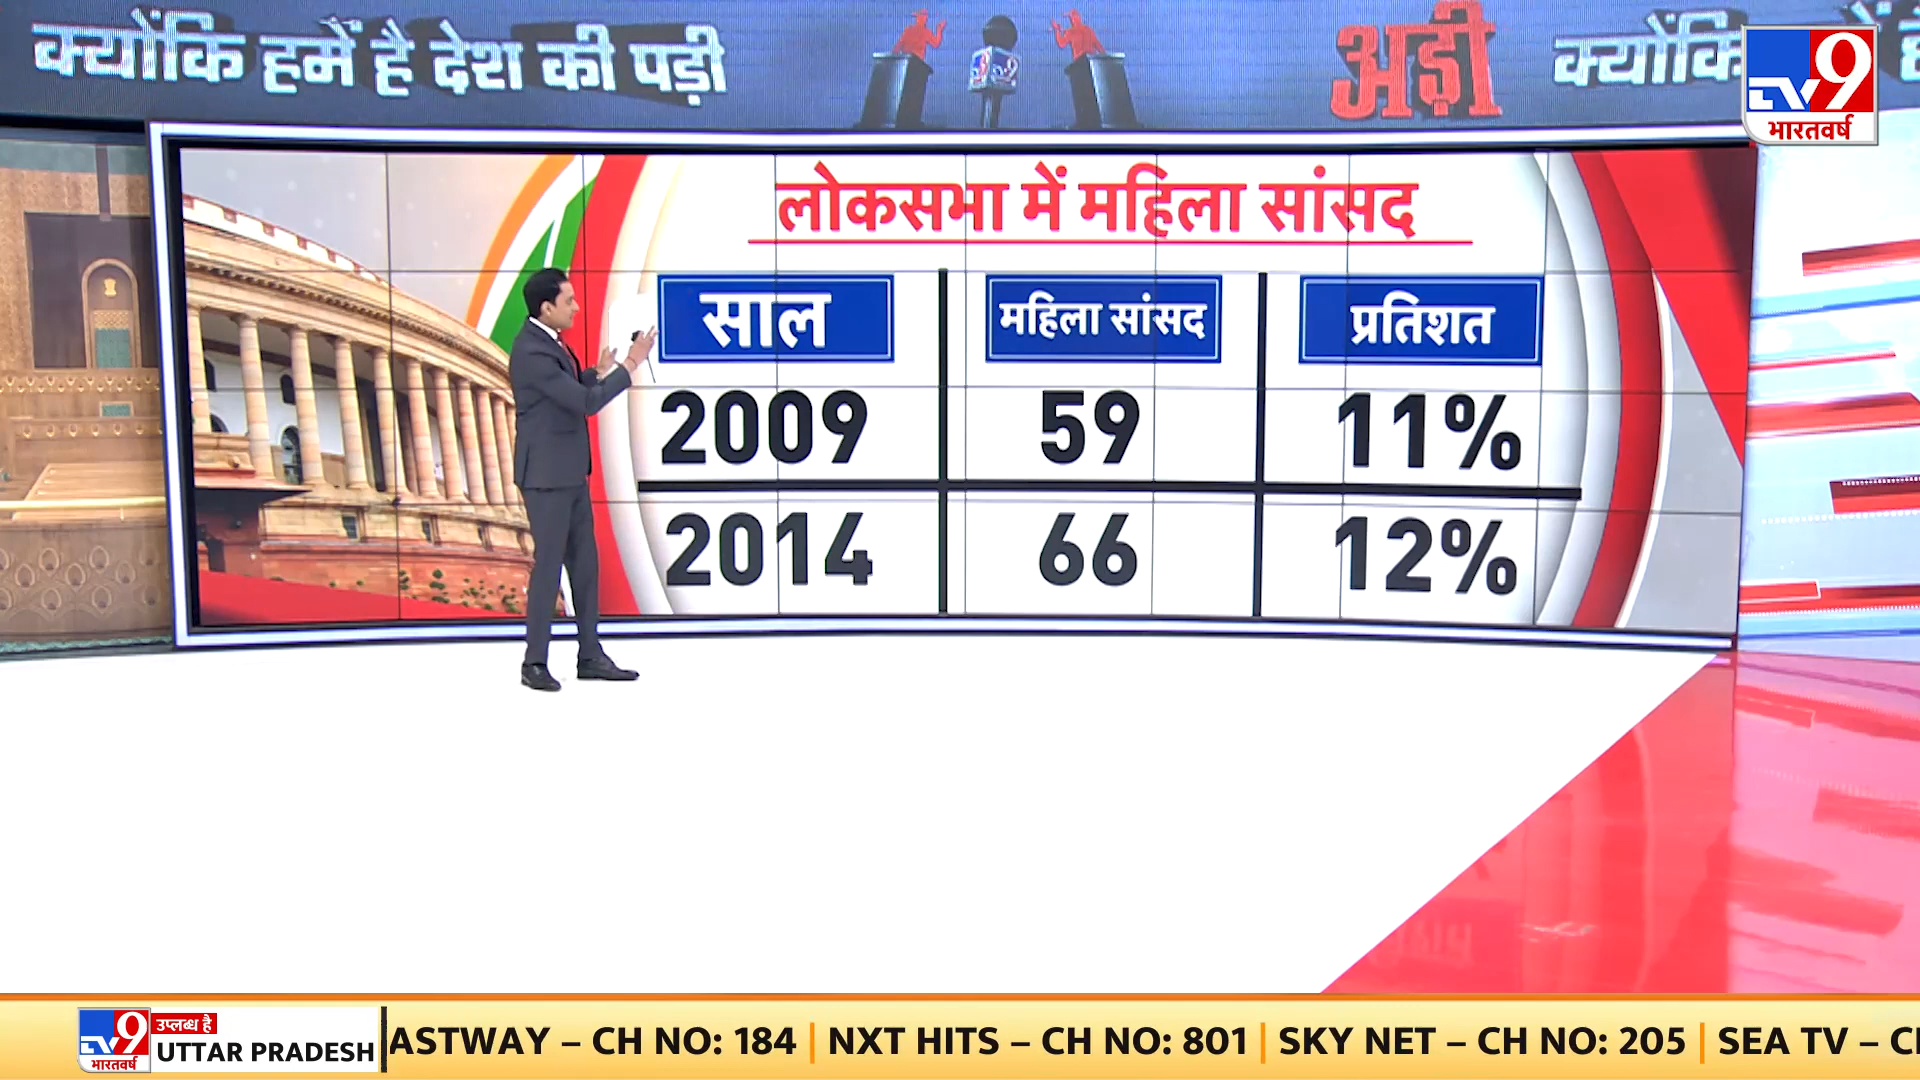 क्योंकि हमें है देश की पड़ी
अड़ी
क्योंकि
TV9
भारतवर्ष
लोकसभा में महिला सांसद
साल महिला सांसद प्रतिशत
2009 59 11%
2014 66 12%
TV9 भारतवर्ष
उप्लब्ध है
UTTAR PRADESH
ASTWAY – CH NO: 184 | NXT HITS – CH NO: 801 | SKY NET – CH NO: 205 | SEA TV –